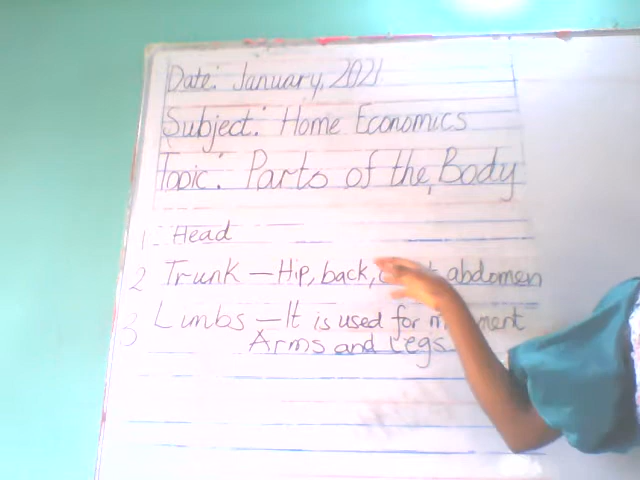 Date: January, 2021
Subject: Home Economics
Topic: Parts of the Body
1 Head
2 Trunk – Hip, back, abdomen
3 Limbs – It is used for
Arms and Legs